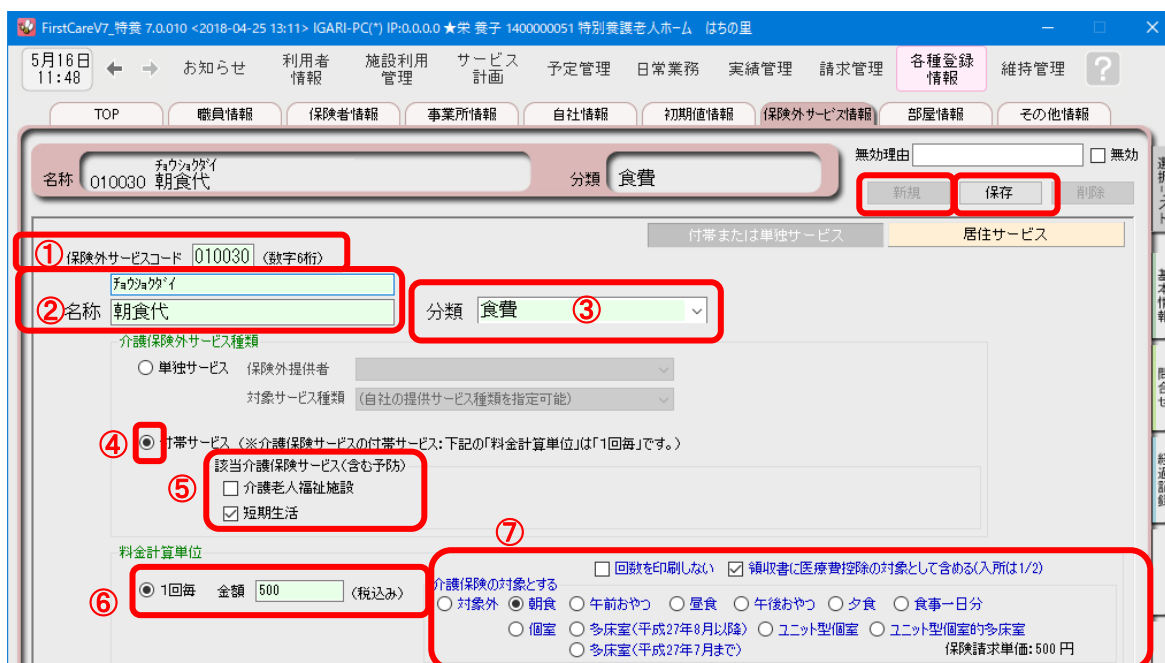 FirstCareV7_特養 7.0.010 <2018-04-25 13:11> IGARI-PC(*) IP:0.0.0.0 ★栄 養子 1400000051 特別養護老人ホーム はちの里
5月16日 11:48 ← → お知らせ 利用者情報 施設利用管理 サービス計画 予定管理 日常業務 実績管理 請求管理 各種登録情報 維持管理 ?
TOP 職員情報 保険者情報 事業所情報 自社情報 初期値情報 保険外サービス情報 部屋情報 その他情報
無効理由 無効
チョウショクダイ
名称 010030 朝食代 分類 食費
新規 保存 削除
選択リスト
付帯または単独サービス 居住サービス
① 保険外サービスコード 010030 (数字6桁)
チョウショクダイ
② 名称 朝食代 分類 食費 ③
基本情報
介護保険外サービス種類
単独サービス 保険外提供者
対象サービス種類 (自社の提供サービス種類を指定可能)
問合せ
④ 付帯サービス (※介護保険サービスの付帯サービス:下記の「料金計算単位」は「1回毎」です。)
該当介護保険サービス(含む予防)
⑤ 介護老人福祉施設
短期生活
経過記録
⑦
料金計算単位
回数を印刷しない 領収書に医療費控除の対象として含める(入所は1/2)
⑥ 1回毎 金額 500 (税込み)
介護保険の対象とする
対象外 朝食 午前おやつ 昼食 午後おやつ 夕食 食事一日分
個室 多床室(平成27年8月以降) ユニット型個室 ユニット型個室的多床室
多床室(平成27年7月まで) 保険請求単価:500 円